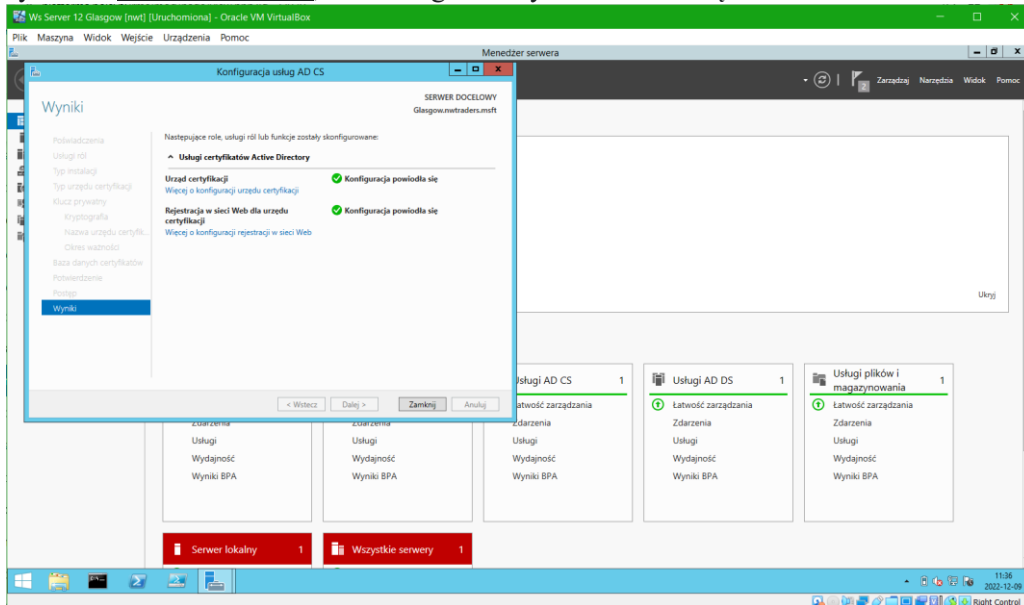 Ws Server 12 Glasgow [nwt] [Uruchomiona] - Oracle VM VirtualBox
Plik Maszyna Widok Wejście Urządzenia Pomoc
Menedżer serwera
Konfiguracja usług AD CS
2 Zarządzaj Narzędzia Widok Pomoc
Wyniki
SERWER DOCELOWY
Glasgow.nwtraders.msft
Poświadczenia
Usługi ról
Typ instalacji
Typ urzędu certyfikacji
Klucz prywatny
Kryptografia
Nazwa urzędu certyfik...
Okres ważności
Baza danych certyfikatów
Potwierdzenie
Postęp
Wyniki
Następujące role, usługi ról lub funkcje zostały skonfigurowane:
Usługi certyfikatów Active Directory
Urząd certyfikacji
Konfiguracja powiodła się
Więcej o konfiguracji urzędu certyfikacji
Rejestracja w sieci Web dla urzędu
certyfikacji
Konfiguracja powiodła się
Więcej o konfiguracji rejestracji w sieci Web
< Wstecz Dalej > Zamknij Anuluj
Ukryj
Zdarzenia
Usługi
Wydajność
Wyniki BPA
Zdarzenia
Usługi
Wydajność
Wyniki BPA
Usługi AD CS 1
Łatwość zarządzania
Zdarzenia
Usługi
Wydajność
Wyniki BPA
Usługi AD DS 1
Łatwość zarządzania
Zdarzenia
Usługi
Wydajność
Wyniki BPA
Usługi plików i
magazynowania 1
Łatwość zarządzania
Zdarzenia
Usługi
Wydajność
Wyniki BPA
Serwer lokalny 1
Wszystkie serwery 1
11:36
2022-12-09
Right Control